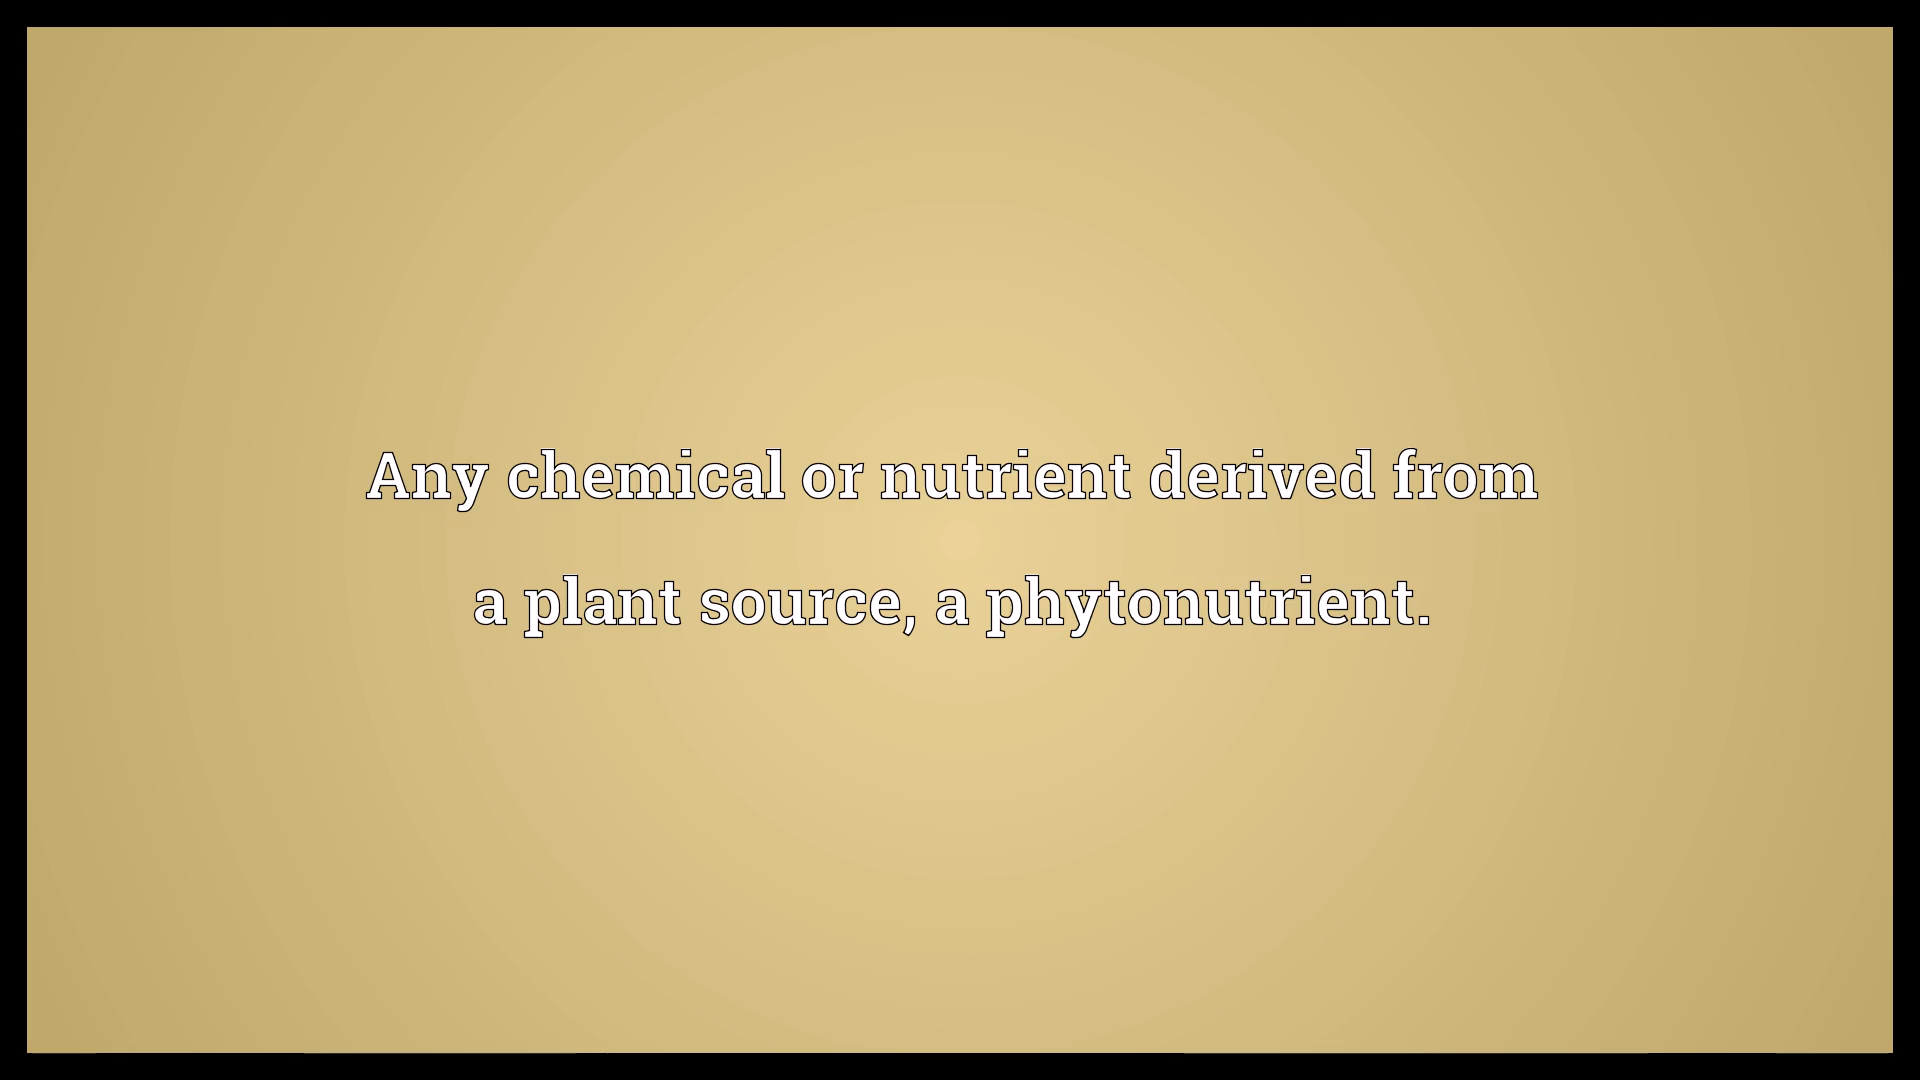 Any chemical or nutrient derived from
a plant source, a phytonutrient.